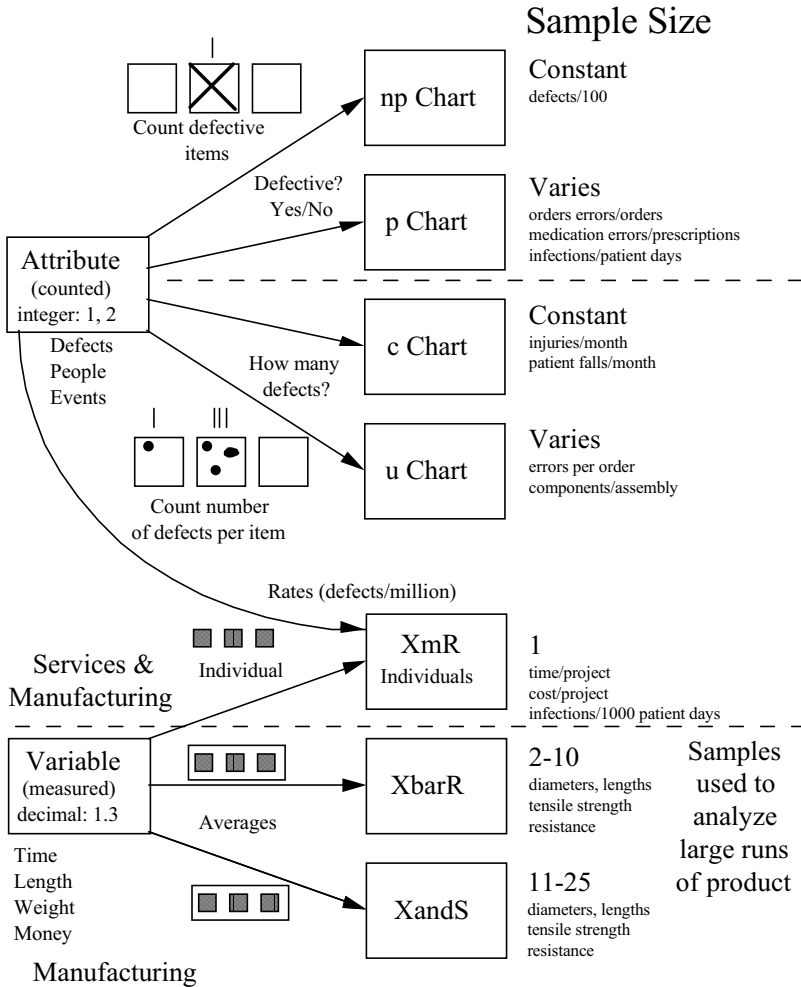 Sample Size
Constant
defects/100
np Chart
Count defective
items
Defective?
Yes/No
Varies
orders errors/orders
medication errors/prescriptions
infections/patient days
p Chart
Attribute
(counted)
integer: 1, 2
Defects
People
Events
Constant
injuries/month
patient falls/month
c Chart
How many
defects?
Varies
errors per order
components/assembly
u Chart
Count number
of defects per item
Rates (defects/million)
XmR
Individuals
1
time/project
cost/project
infections/1000 patient days
Individual
Services &
Manufacturing
Variable
(measured)
decimal: 1.3
XbarR
2-10
diameters, lengths
tensile strength
resistance
Samples
used to
analyze
large runs
of product
Averages
Time
Length
Weight
Money
XandS
11-25
diameters, lengths
tensile strength
resistance
Manufacturing